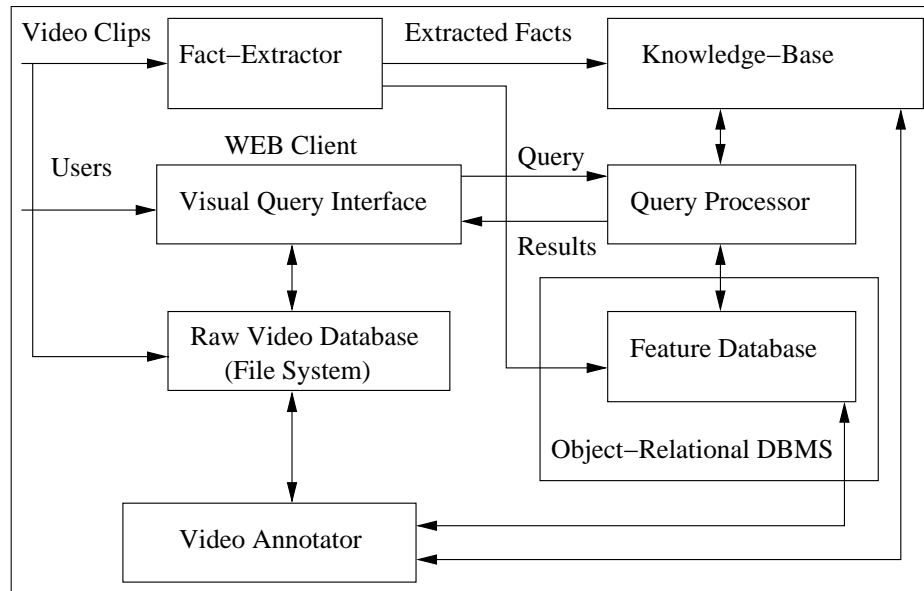 Video Clips
Fact−Extractor
Extracted Facts
Knowledge−Base
WEB Client
Users
Query
Visual Query Interface
Query Processor
Results
Raw Video Database
(File System)
Feature Database
Object−Relational DBMS
Video Annotator